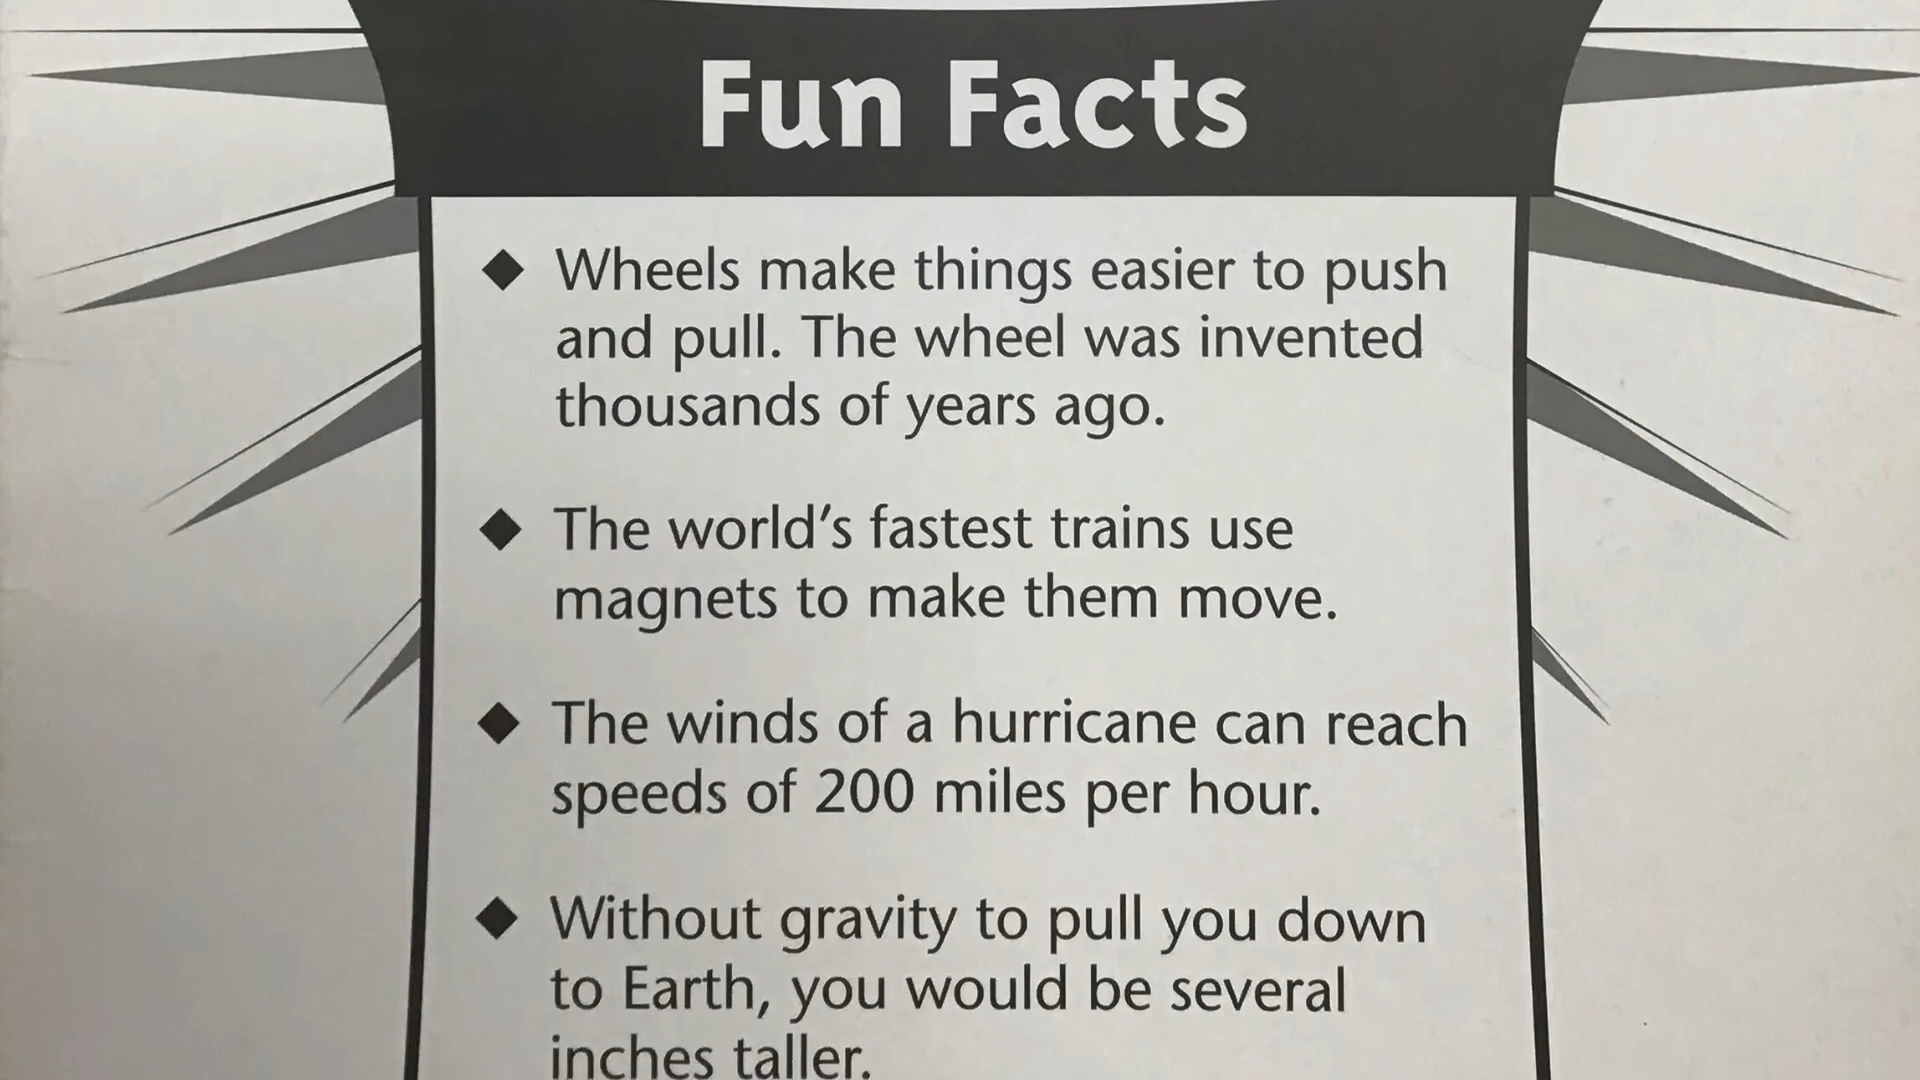 Fun Facts
◆ Wheels make things easier to push
and pull. The wheel was invented
thousands of years ago.
◆ The world’s fastest trains use
magnets to make them move.
◆ The winds of a hurricane can reach
speeds of 200 miles per hour.
◆ Without gravity to pull you down
to Earth, you would be several
inches taller.